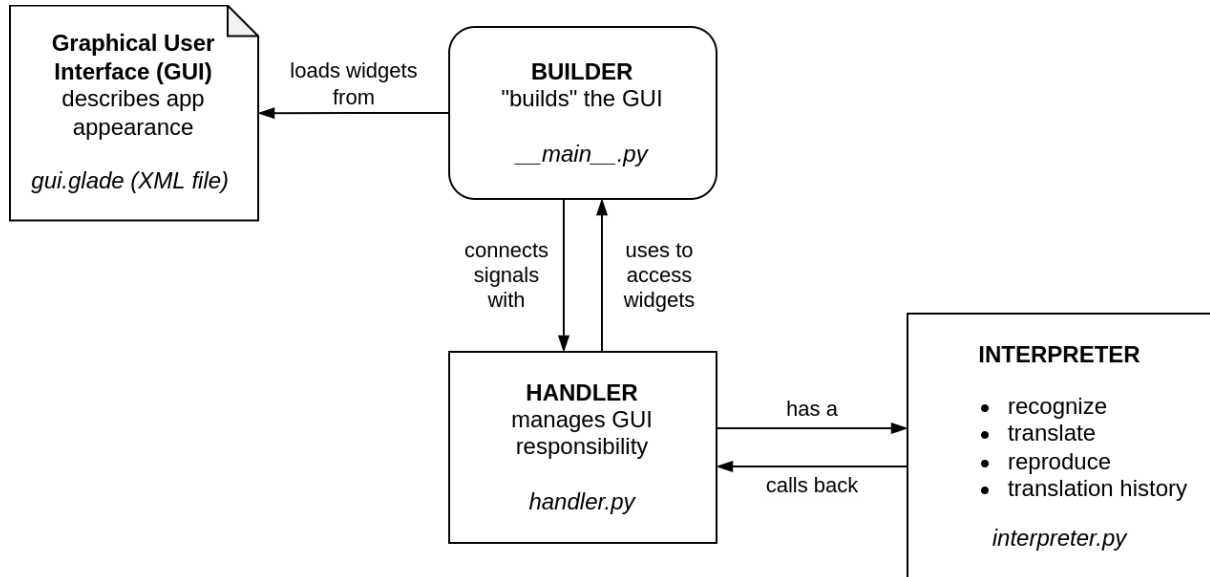 Graphical User
Interface (GUI)
describes app
appearance
gui.glade (XML file)
loads widgets
from
BUILDER
"builds" the GUI
__main__.py
connects
signals
with
uses to
access
widgets
HANDLER
manages GUI
responsibility
handler.py
has a
calls back
INTERPRETER
• recognize
• translate
• reproduce
• translation history
interpreter.py